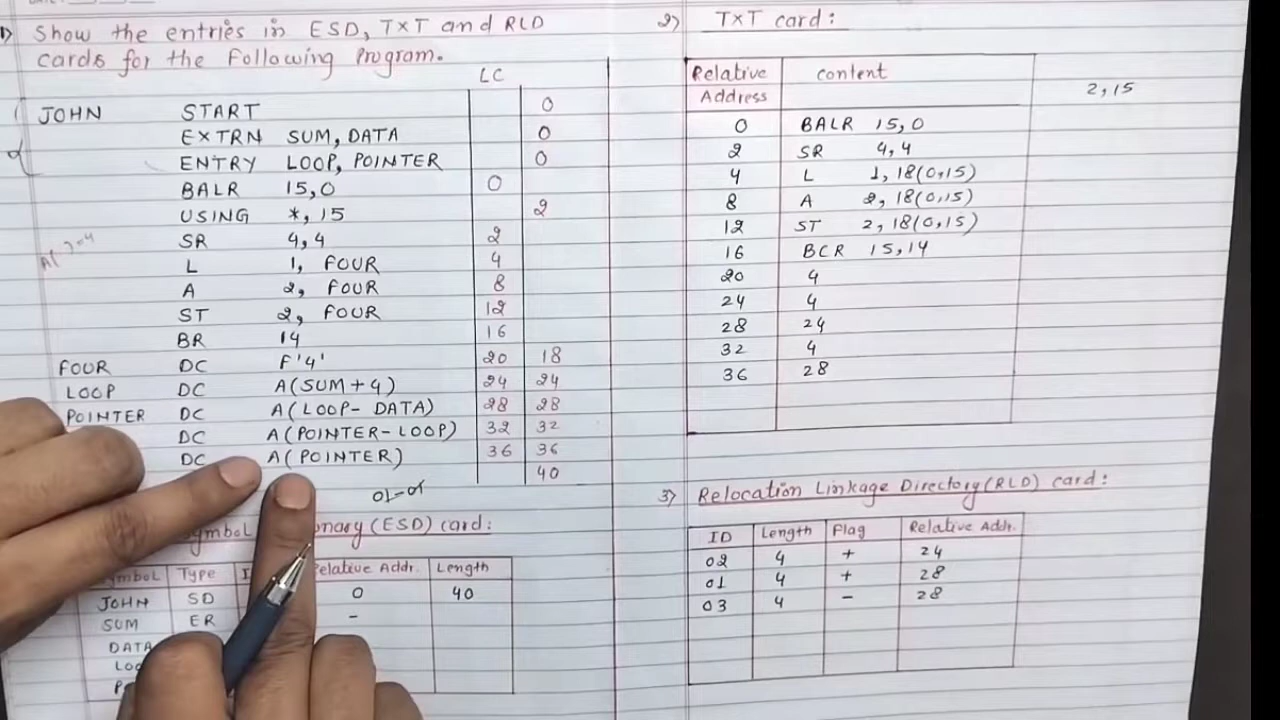 1) Show the entries in ESD, TXT and RLD
cards for the Following Program.
LC
JOHN START 0
EXTRN SUM, DATA 0
ENTRY LOOP, POINTER 0
BALR 15,0 0
USING *, 15 2
SR 4,4 2
L 1, FOUR 4
A 2, FOUR 8
ST 2, FOUR 12
BR 14 16
FOUR DC F'4' 20 18
LOOP DC A(SUM+4) 24 24
POINTER DC A(LOOP- DATA) 28 28
DC A(POINTER-LOOP) 32 32
DC A(POINTER) 36 36
40
01-01
Symbol (ESD) card:
Symbol Type Relative Addr. Length
JOHN SD 0 40
SUM ER -
DATA
2) TXT card:
Relative Address content
0 BALR 15,0
2 SR 4,4
4 L 1, 18(0,15)
8 A 2, 18(0,15)
12 ST 2, 18(0,15)
16 BCR 15,14
20 4
24 4
28 24
32 4
36 28
2,15
3) Relocation Linkage Directory(RLD) card:
ID Length Flag Relative Addr.
02 4 + 24
01 4 + 28
03 4 - 28